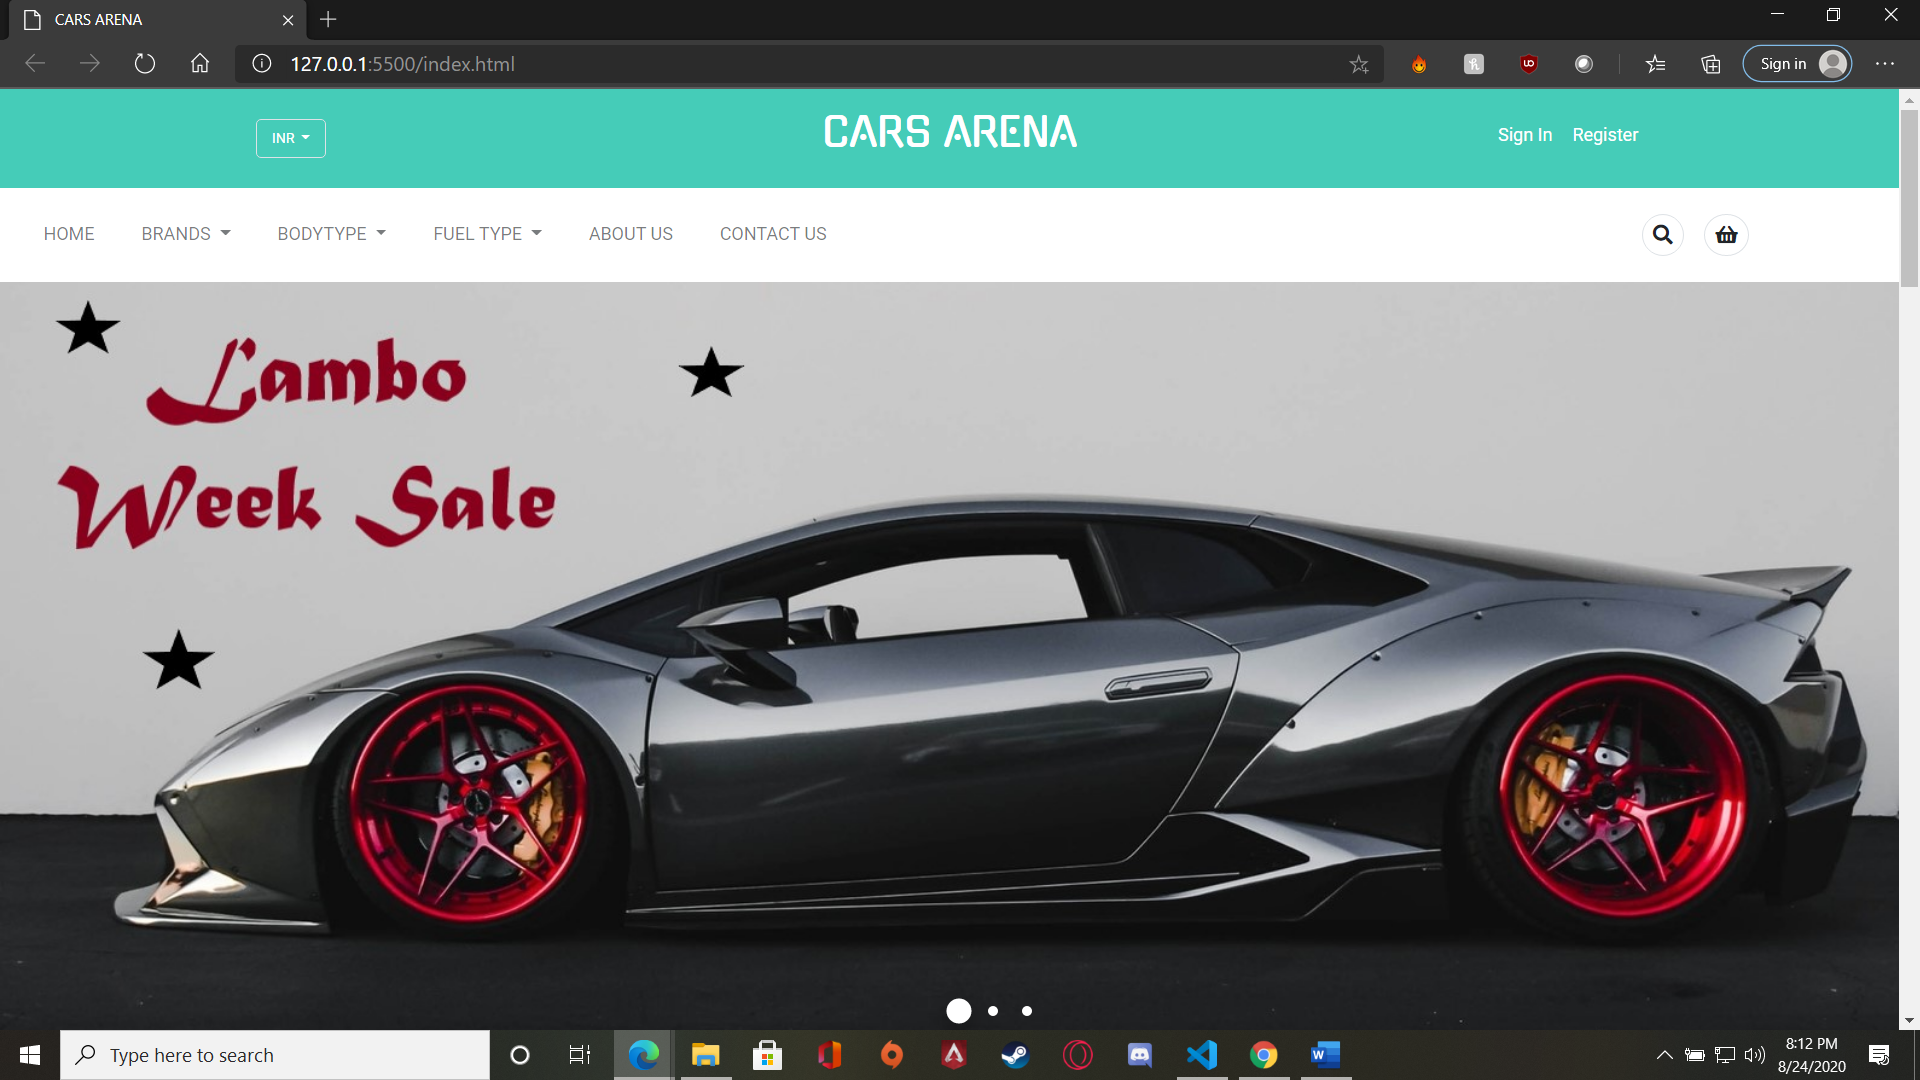 CARS ARENA
127.0.0.1:5500/index.html
Sign in
INR
CARS ARENA
Sign In Register
HOME BRANDS BODYTYPE FUEL TYPE ABOUT US CONTACT US
Lambo
Week Sale
Type here to search
8:12 PM
8/24/2020